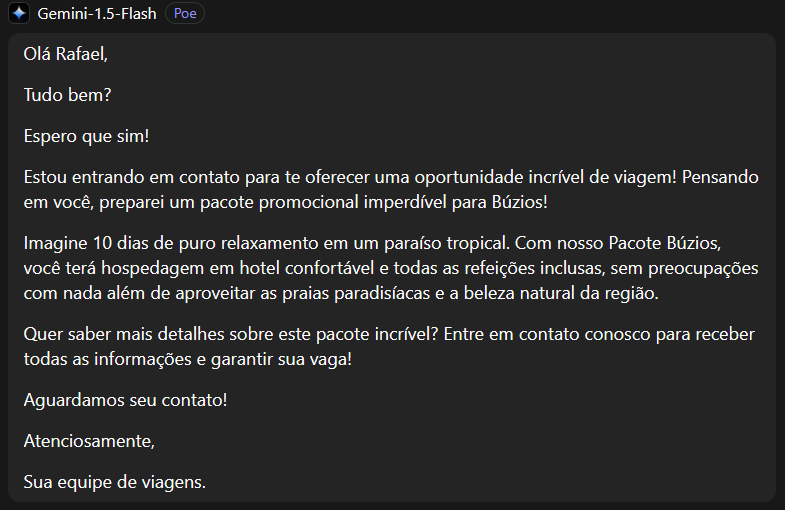 Gemini-1.5-Flash Poe
Olá Rafael,
Tudo bem?
Espero que sim!
Estou entrando em contato para te oferecer uma oportunidade incrível de viagem! Pensando
em você, preparei um pacote promocional imperdível para Búzios!
Imagine 10 dias de puro relaxamento em um paraíso tropical. Com nosso Pacote Búzios,
você terá hospedagem em hotel confortável e todas as refeições inclusas, sem preocupações
com nada além de aproveitar as praias paradisíacas e a beleza natural da região.
Quer saber mais detalhes sobre este pacote incrível? Entre em contato conosco para receber
todas as informações e garantir sua vaga!
Aguardamos seu contato!
Atenciosamente,
Sua equipe de viagens.